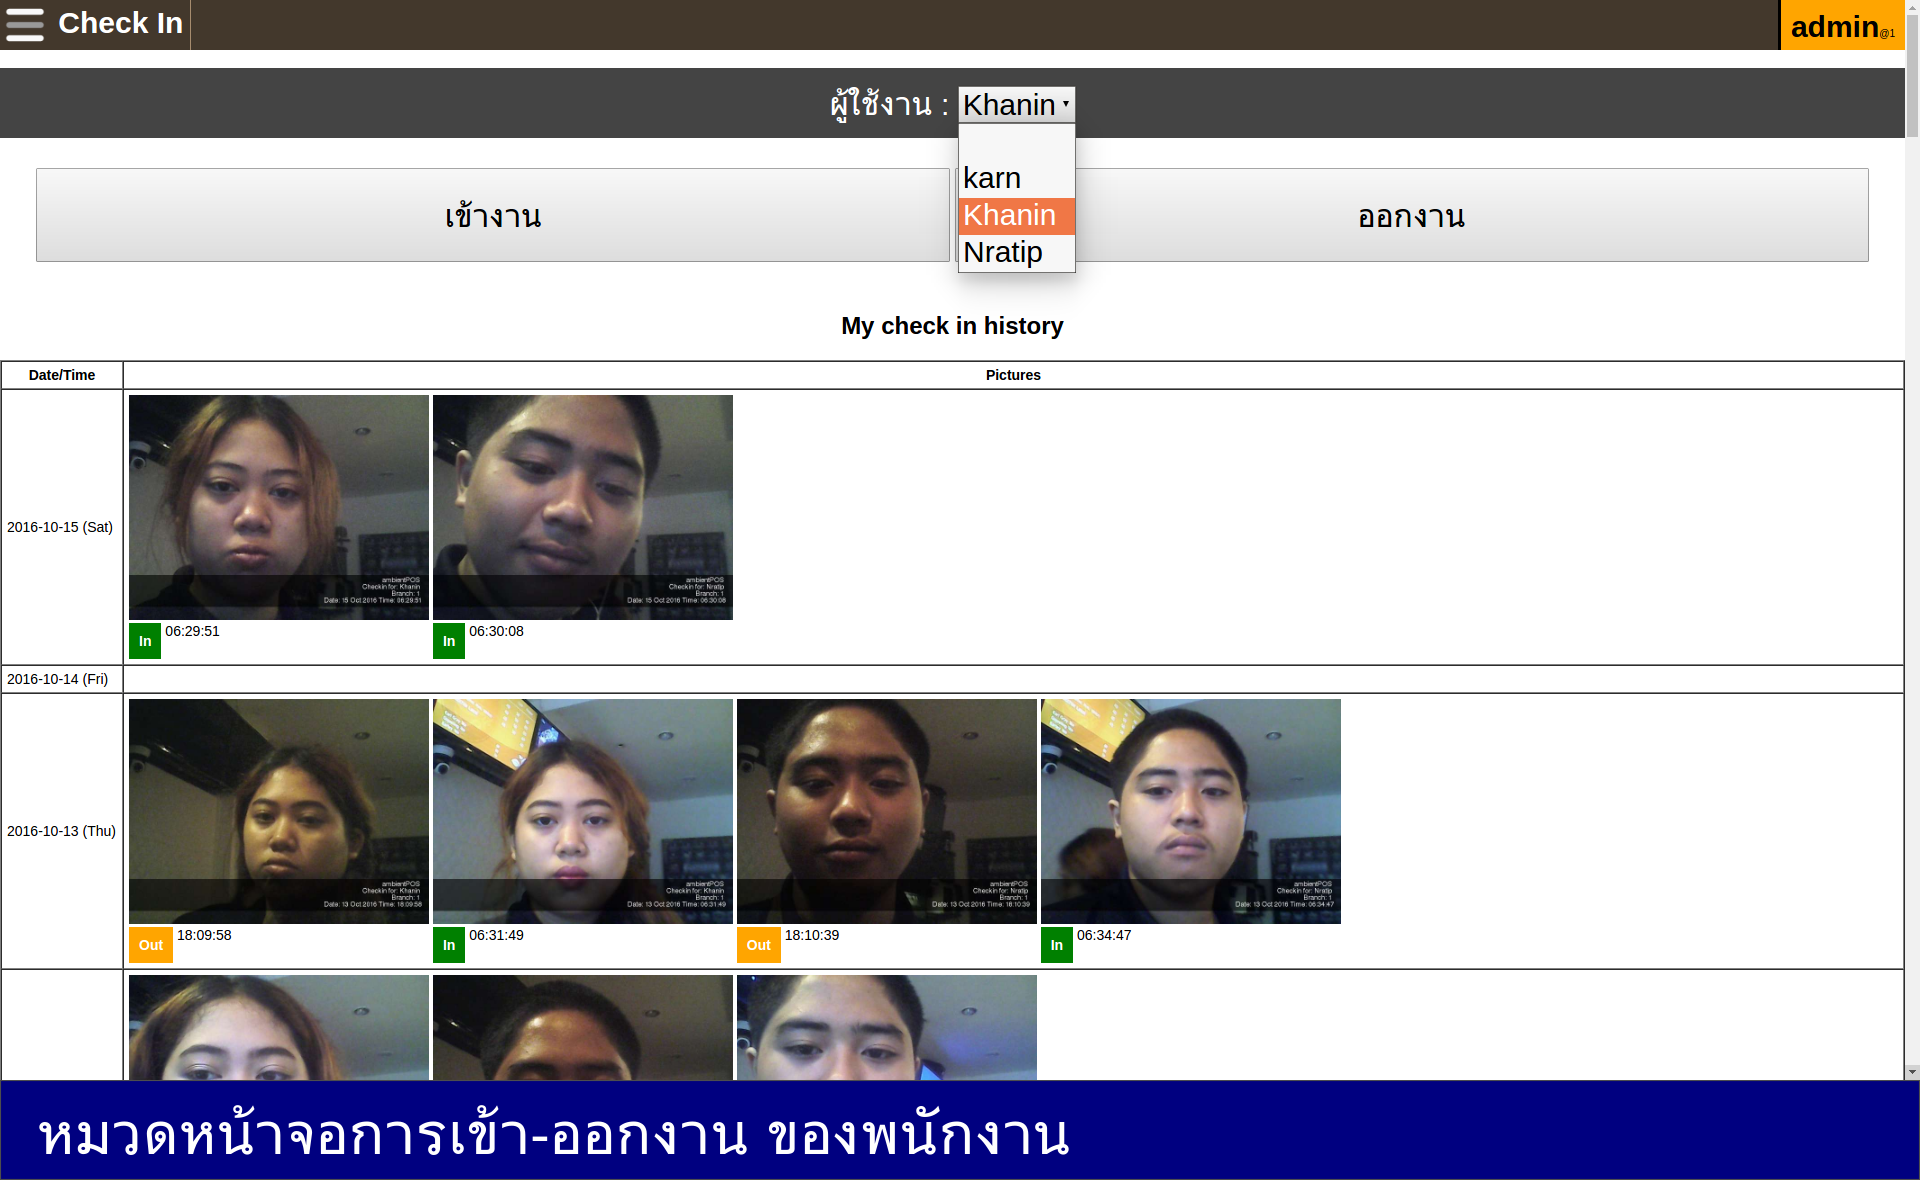 Check In
admin@1
ผู้ใช้งาน : Khanin
karn
Khanin
Nratip
เข้างาน
ออกงาน
My check in history
Date/Time
Pictures
2016-10-15 (Sat)
ambientPOS
Checkin for: Khanin
Branch: 1
Date: 15 Oct 2016 Time: 06:29:51
ambientPOS
Checkin for: Nratip
Branch: 1
Date: 15 Oct 2016 Time: 06:30:08
In 06:29:51
In 06:30:08
2016-10-14 (Fri)
2016-10-13 (Thu)
ambientPOS
Checkin for: Khanin
Branch: 1
Date: 13 Oct 2016 Time: 18:09:58
ambientPOS
Checkin for: Khanin
Branch: 1
Date: 13 Oct 2016 Time: 06:31:49
ambientPOS
Checkin for: Nratip
Branch: 1
Date: 13 Oct 2016 Time: 18:10:39
ambientPOS
Checkin for: Nratip
Branch: 1
Date: 13 Oct 2016 Time: 06:34:47
Out 18:09:58
In 06:31:49
Out 18:10:39
In 06:34:47
หมวดหน้าจอการเข้า-ออกงาน ของพนักงาน